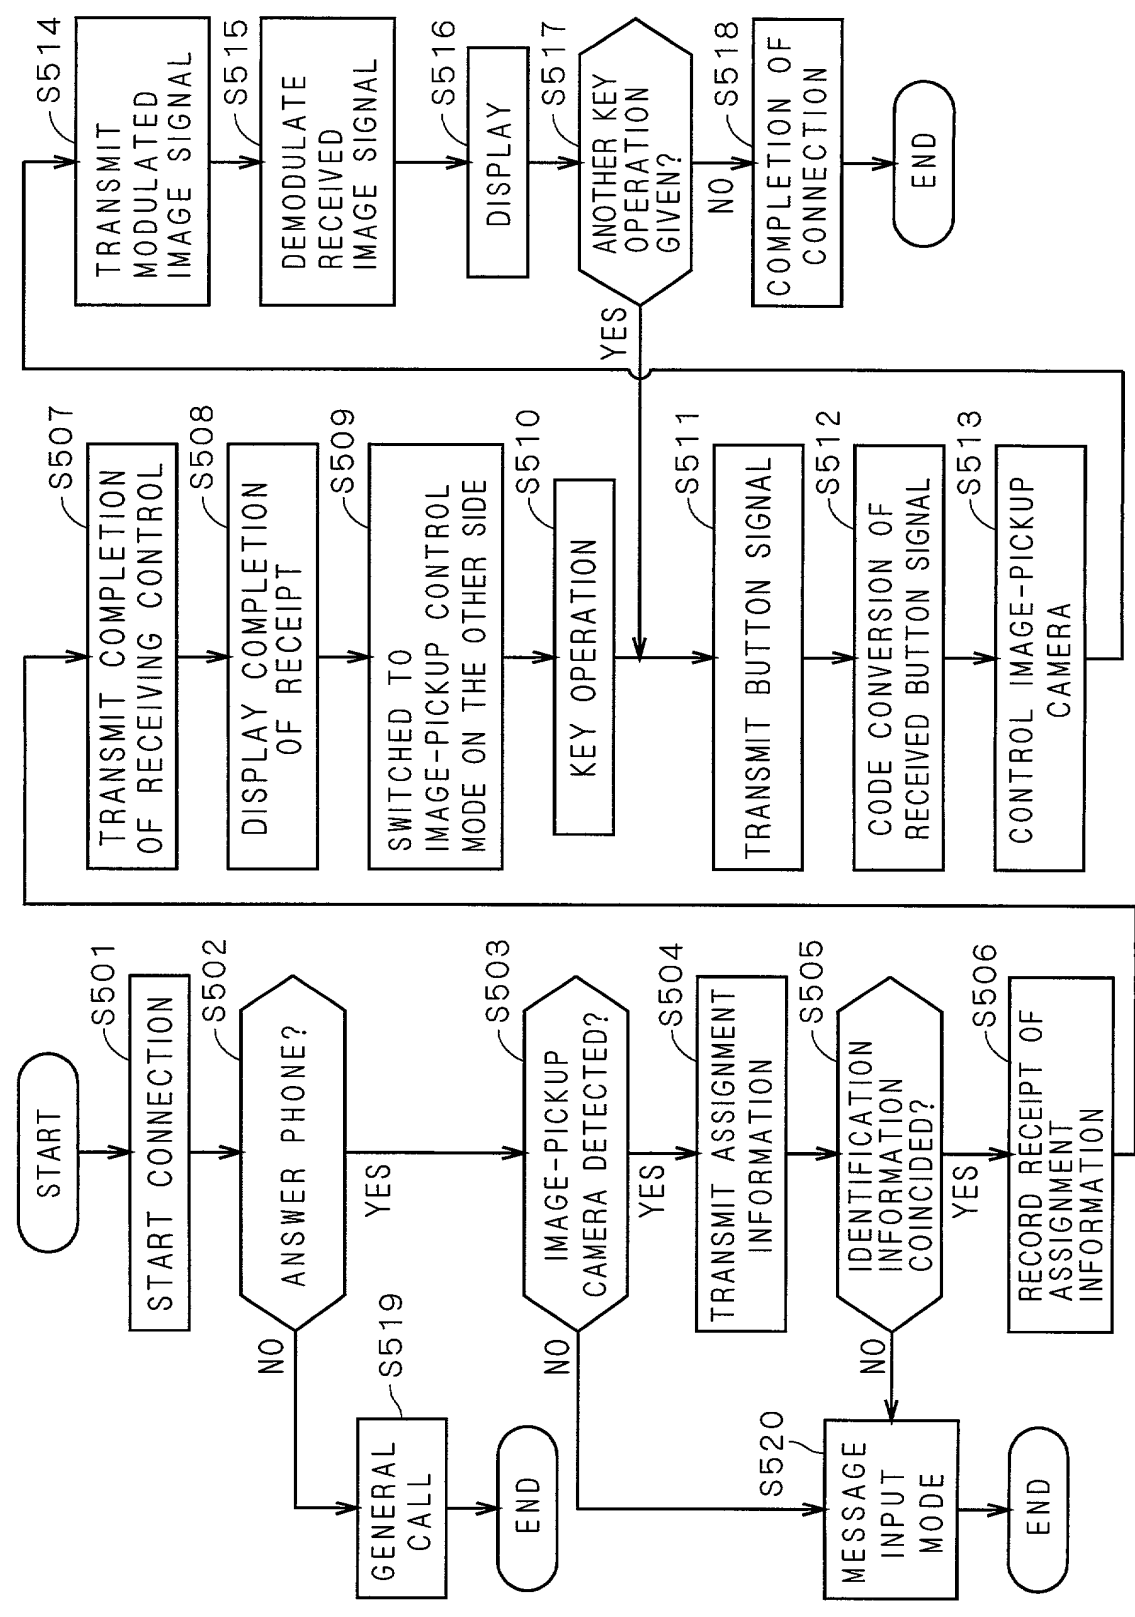 START
S501
START CONNECTION
S502
ANSWER PHONE?
NO
YES
S519
GENERAL
CALL
END
S503
IMAGE-PICKUP
CAMERA DETECTED?
NO
YES
S504
TRANSMIT ASSIGNMENT
INFORMATION
S505
IDENTIFICATION
INFORMATION
COINCIDED?
NO
YES
S520
MESSAGE
INPUT
MODE
END
S506
RECORD RECEIPT OF
ASSIGNMENT
INFORMATION
S507
TRANSMIT COMPLETION
OF RECEIVING CONTROL
S508
DISPLAY COMPLETION
OF RECEIPT
S509
SWITCHED TO
IMAGE-PICKUP CONTROL
MODE ON THE OTHER SIDE
S510
KEY OPERATION
S511
TRANSMIT BUTTON SIGNAL
S512
CODE CONVERSION OF
RECEIVED BUTTON SIGNAL
S513
CONTROL IMAGE-PICKUP
CAMERA
S514
TRANSMIT
MODULATED
IMAGE SIGNAL
S515
DEMODULATE
RECEIVED
IMAGE SIGNAL
S516
DISPLAY
S517
ANOTHER KEY
OPERATION
GIVEN?
YES
NO
S518
COMPLETION OF
CONNECTION
END